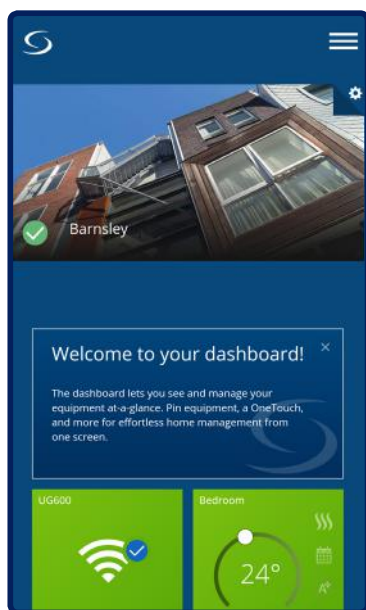 Barnsley
Welcome to your dashboard!
The dashboard lets you see and manage your
equipment at-a-glance. Pin equipment, a OneTouch,
and more for effortless home management from
one screen.
UG600
Bedroom
24°